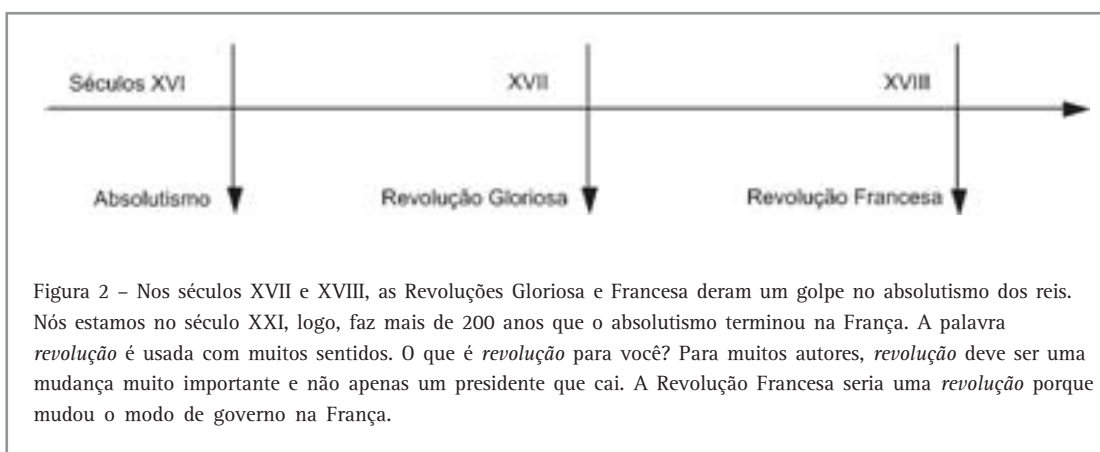 Séculos XVI XVII XVIII
Absolutismo Revolução Gloriosa Revolução Francesa
Figura 2 – Nos séculos XVII e XVIII, as Revoluções Gloriosa e Francesa deram um golpe no absolutismo dos reis.
Nós estamos no século XXI, logo, faz mais de 200 anos que o absolutismo terminou na França. A palavra
revolução é usada com muitos sentidos. O que é revolução para você? Para muitos autores, revolução deve ser uma
mudança muito importante e não apenas um presidente que cai. A Revolução Francesa seria uma revolução porque
mudou o modo de governo na França.